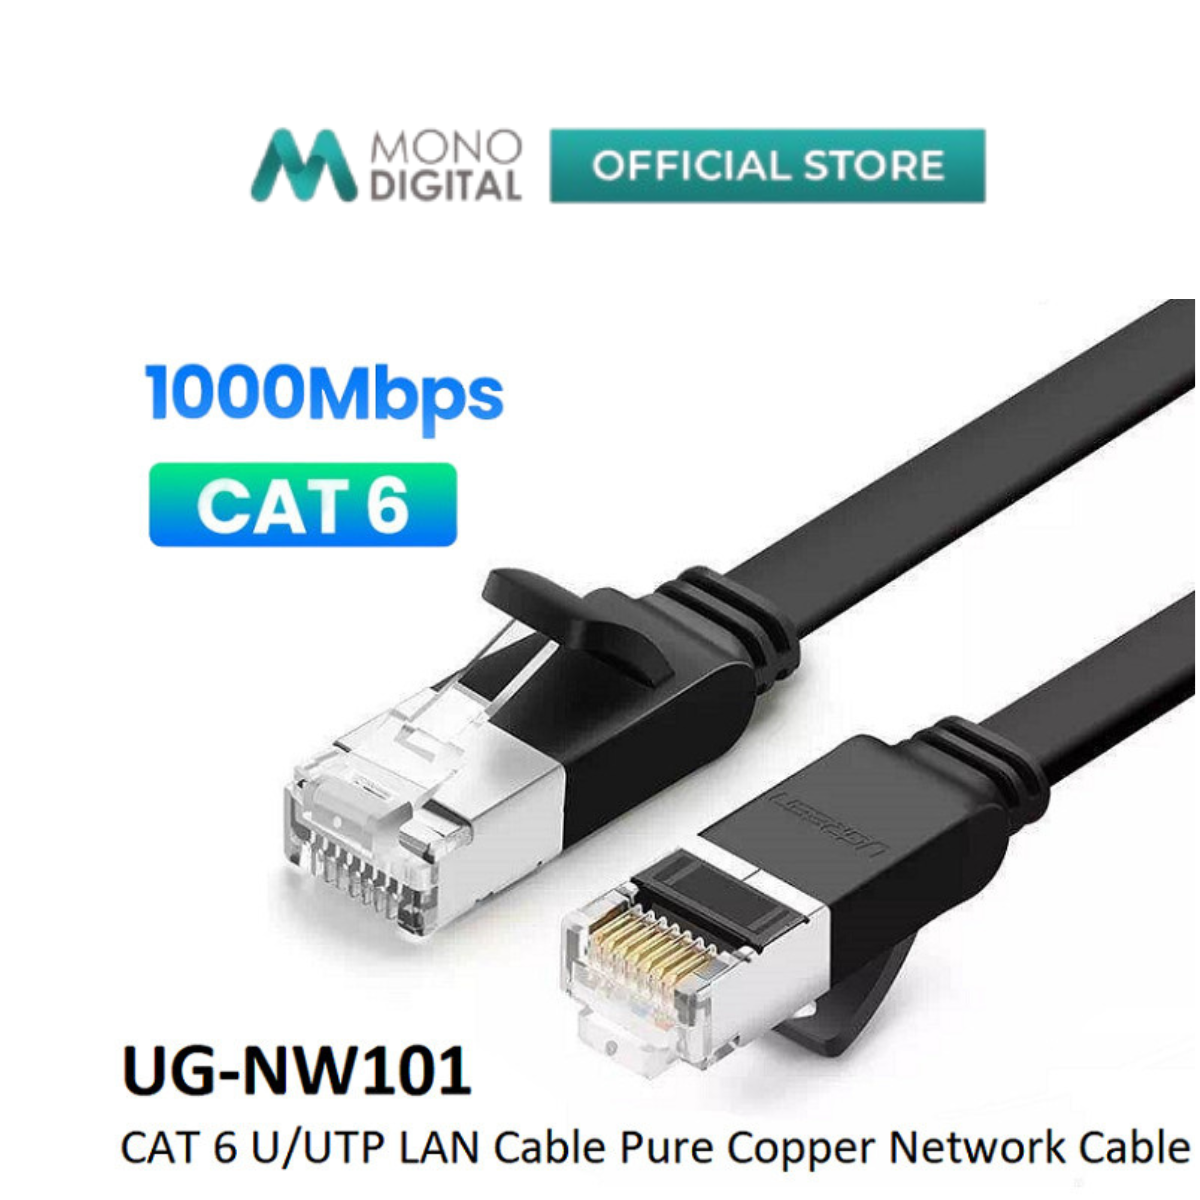 MONO
DIGITAL
OFFICIAL STORE
1000Mbps
CAT 6
UGREEN
UG-NW101
CAT 6 U/UTP LAN Cable Pure Copper Network Cable